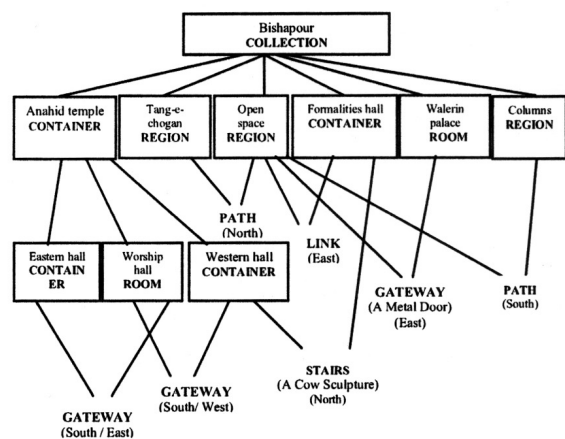 Bishapour
COLLECTION
Anahid temple
CONTAINER
Tang-e-
chogan
REGION
Open
space
REGION
Formalities hall
CONTAINER
Walerin
palace
ROOM
Columns
REGION
PATH
(North)
LINK
(East)
Eastern hall
CONTAIN
ER
Worship
hall
ROOM
Western hall
CONTAINER
GATEWAY
(A Metal Door)
(East)
PATH
(South)
STAIRS
(A Cow Sculpture)
(North)
GATEWAY
(South/ West)
GATEWAY
(South / East)